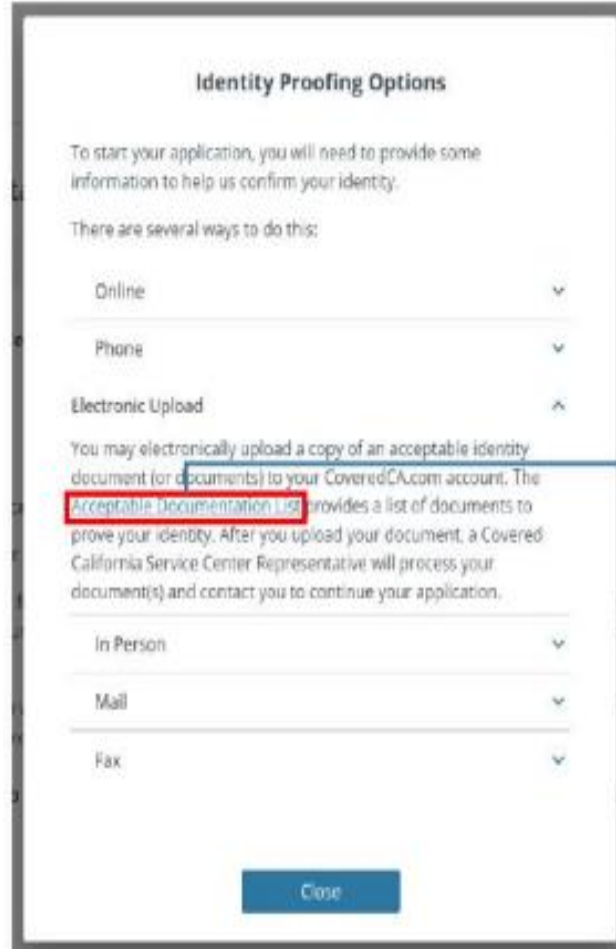 Identity Proofing Options
To start your application, you will need to provide some
information to help us confirm your identity.
There are several ways to do this:
Online
Phone
Electronic Upload
You may electronically upload a copy of an acceptable identity
document (or documents) to your CoveredCA.com account. The
Acceptable Documentation List provides a list of documents to
prove your identity. After you upload your document, a Covered
California Service Center Representative will process your
document(s) and contact you to continue your application.
In Person
Mail
Fax
Close